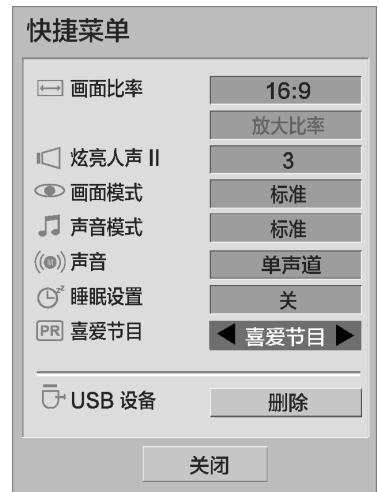 快捷菜单
画面比率 16:9
放大比率
炫亮人声 II 3
画面模式 标准
声音模式 标准
((M)) 声音 单声道
zz 睡眠设置 关
PR 喜爱节目 ◀ 喜爱节目 ▶
USB 设备 删除
关闭